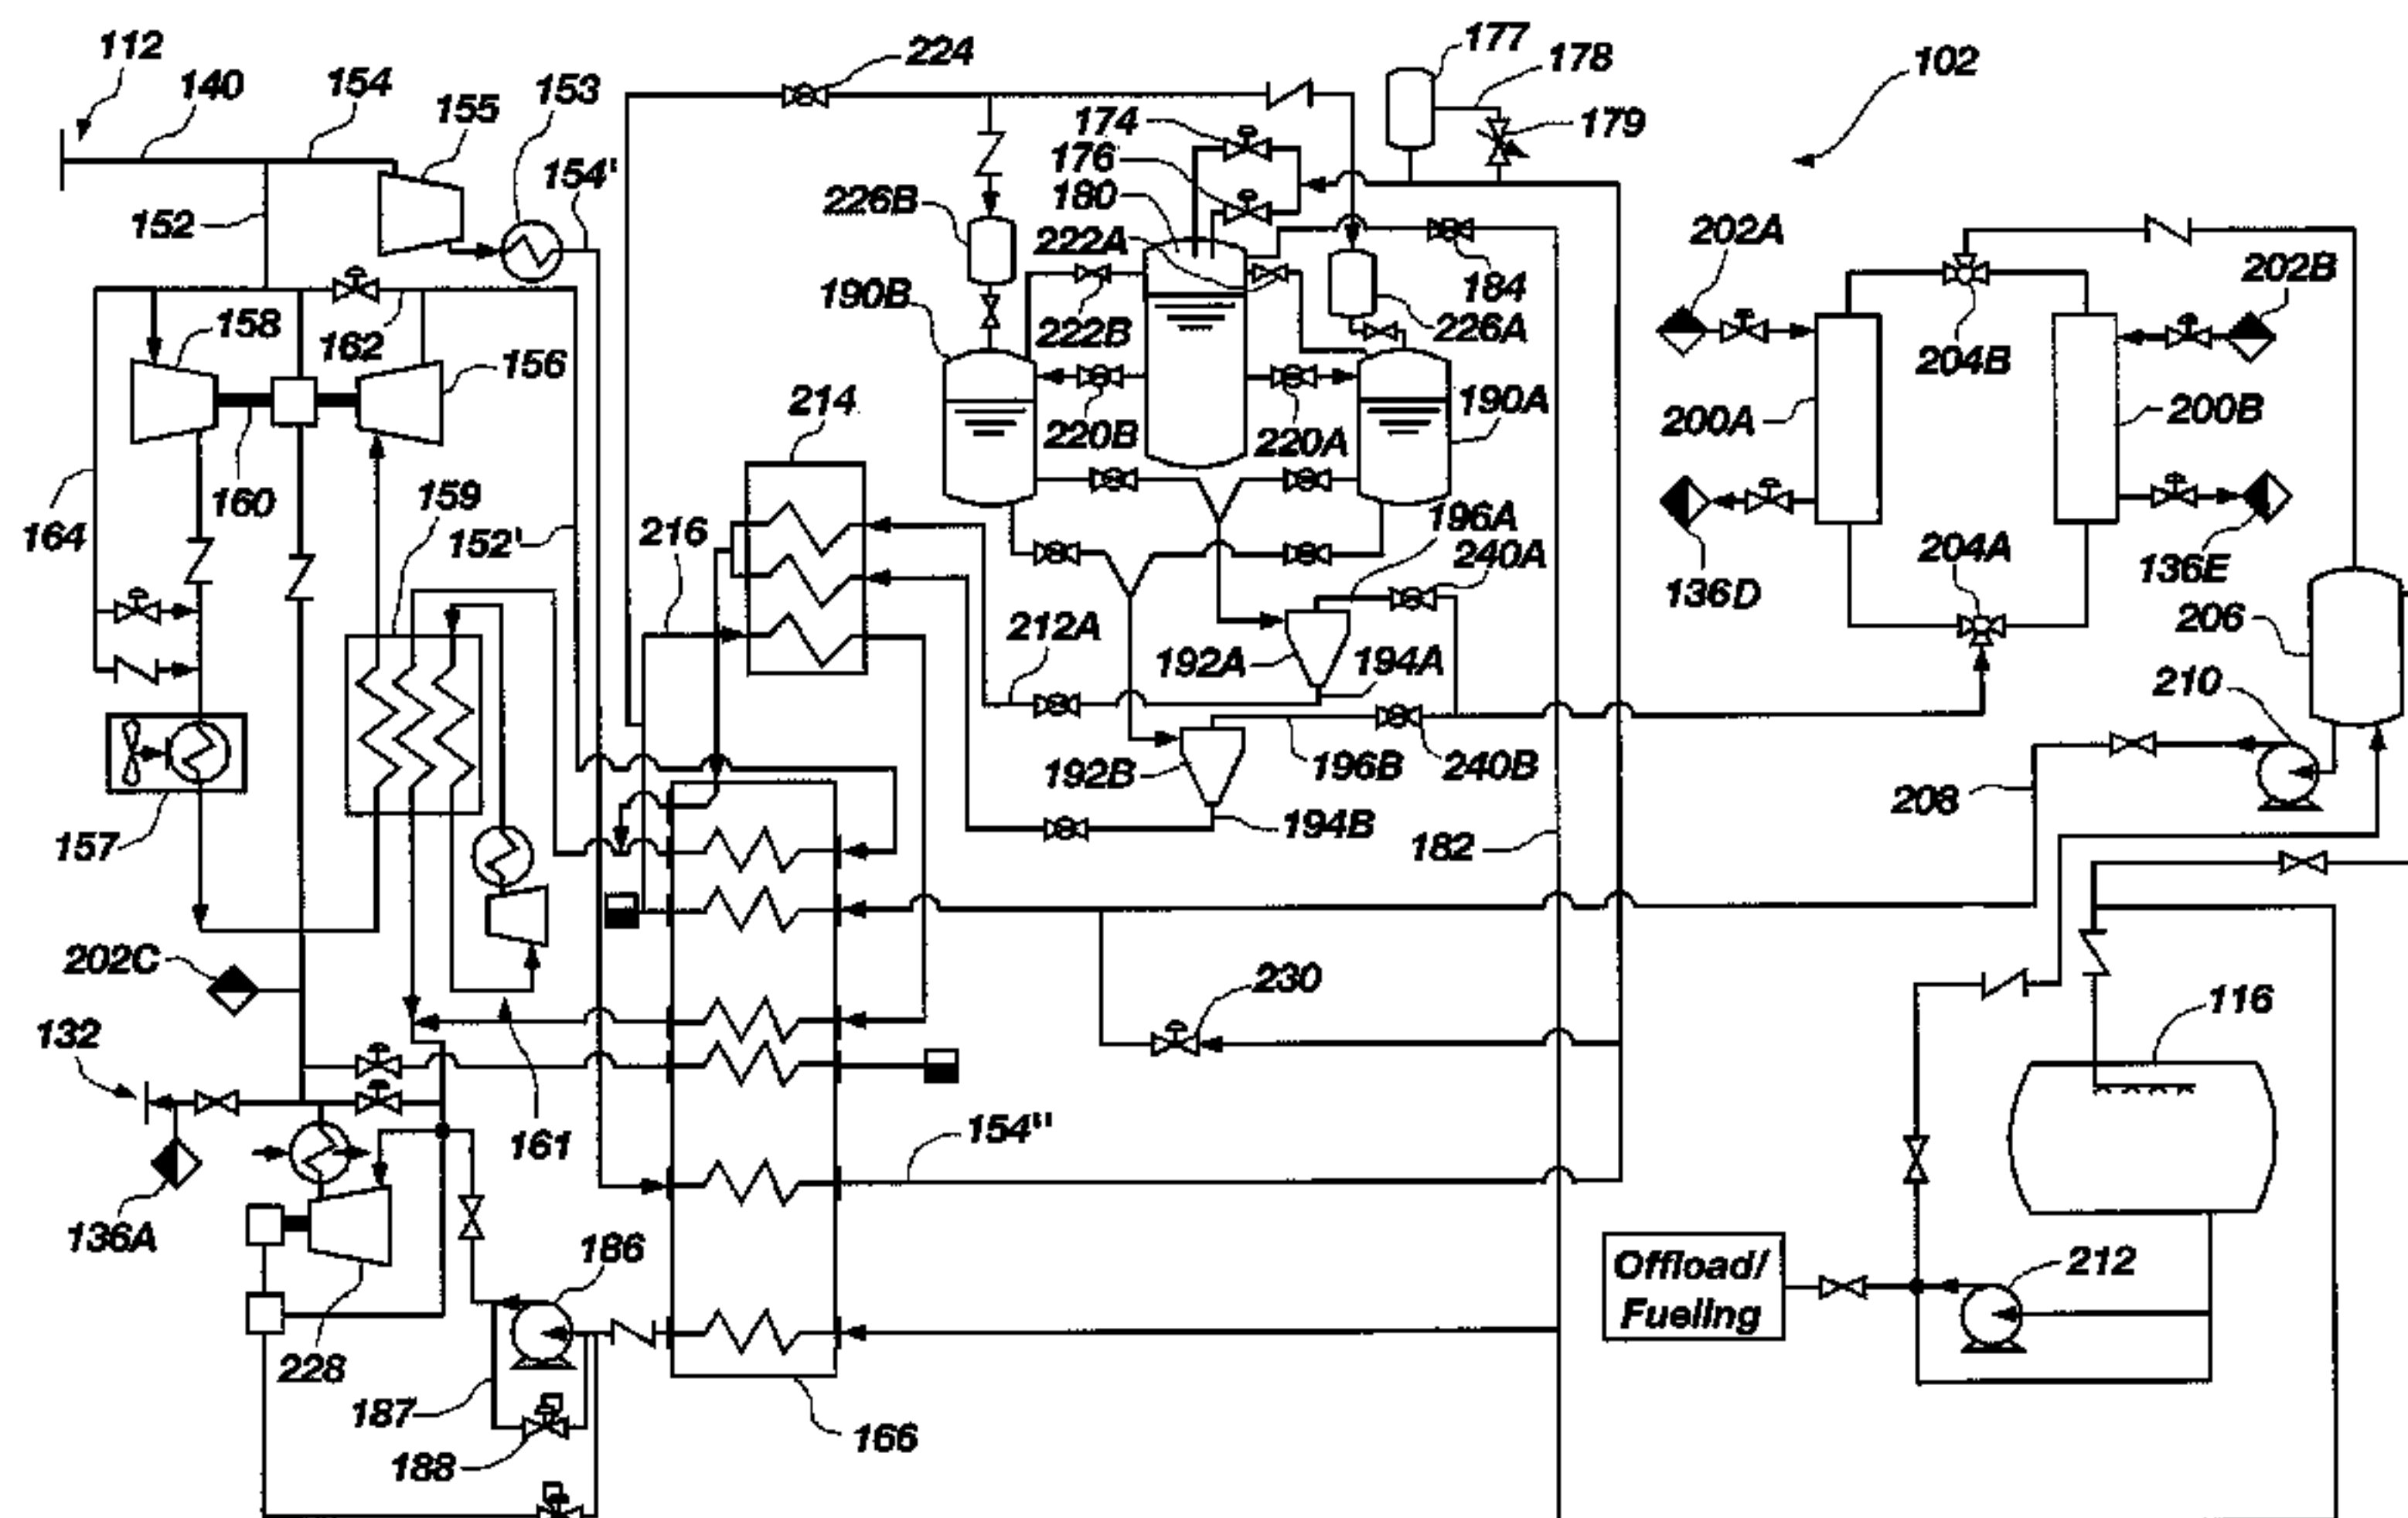 112
140
154
155
153
154'
152
224
177
178
174
179
176
180
226B
222A
102
202A
202B
190B
222B
184
226A
158
162
156
204B
214
190A
200A
200B
220B
220A
160
159
164
216
152'
196A
240A
204A
136D
136E
212A
206
192A
194A
210
157
192B
196B
240B
194B
208
182
202C
230
116
132
161
154"
136A
186
Offload/
Fueling
212
228
187
188
166